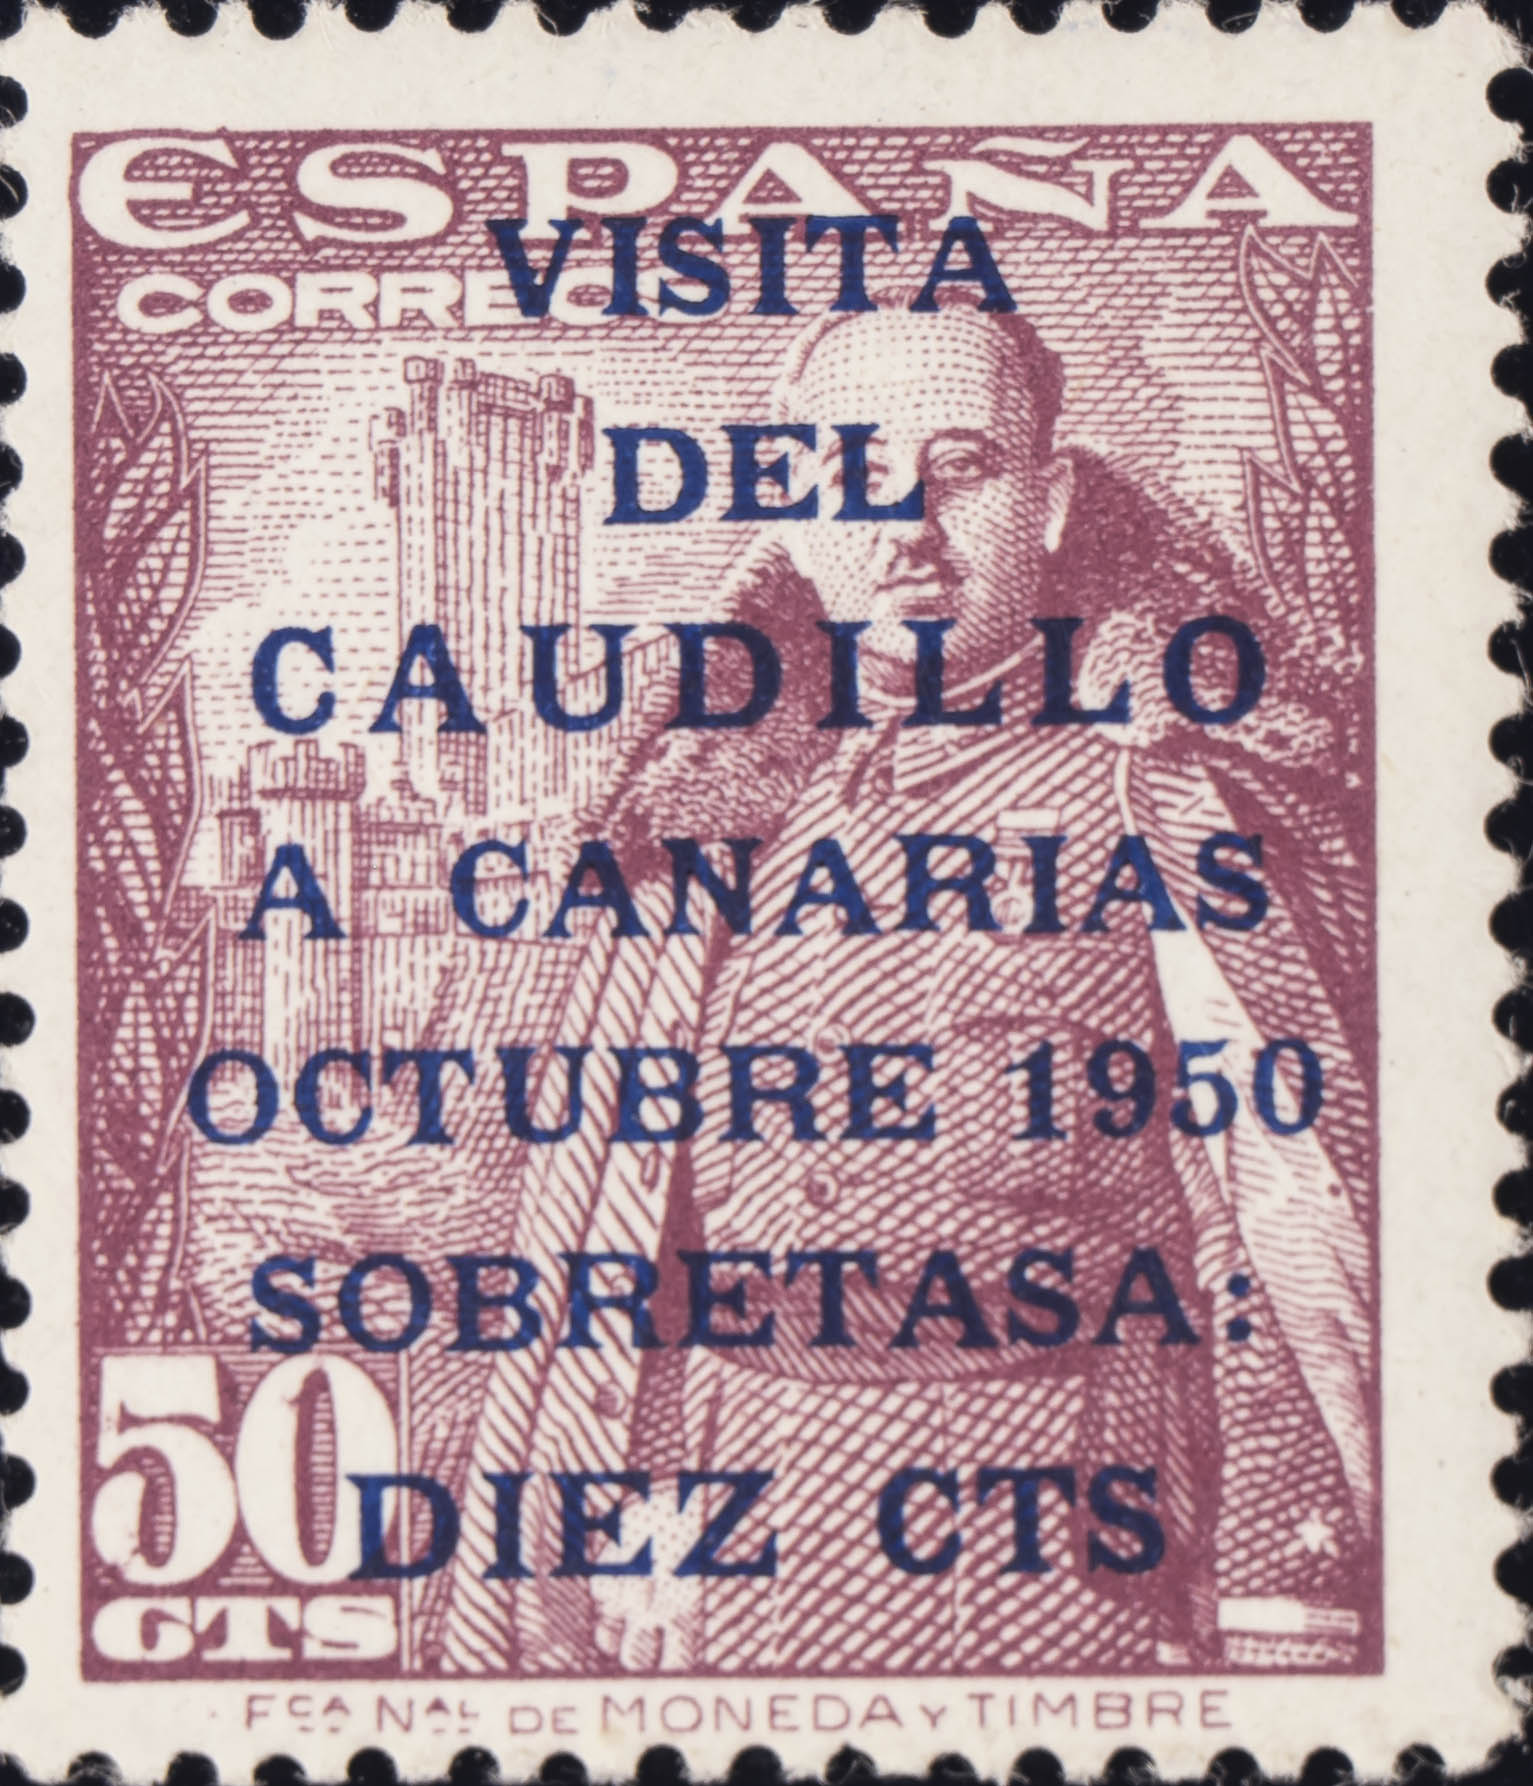 ESPAÑA
CORREOS
VISITA
DEL
CAUDILLO
A CANARIAS
OCTUBRE 1950
SOBRETASA:
DIEZ CTS
50
CTS
FCA NAL DE MONEDA Y TIMBRE